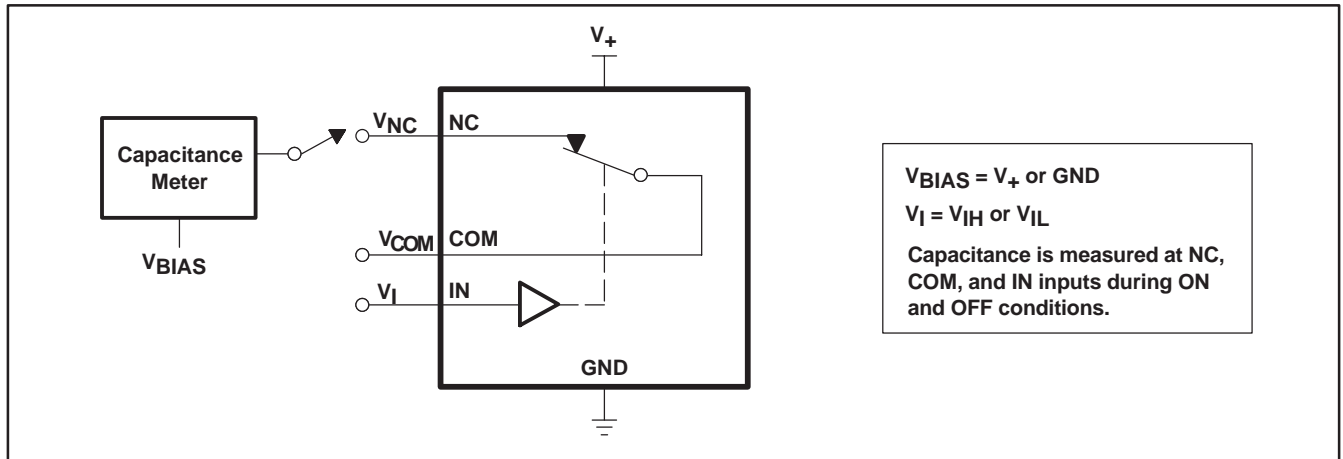 V+
VNC NC
Capacitance
Meter
VBIAS
VCOM COM
VI IN
GND
VBIAS = V+ or GND
VI = VIH or VIL
Capacitance is measured at NC,
COM, and IN inputs during ON
and OFF conditions.